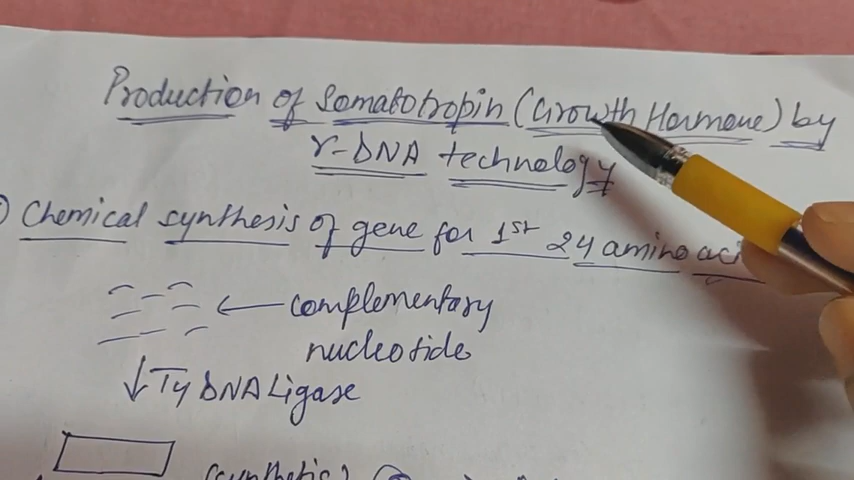 Production of Somatotropin (Growth Hormone) by
r-DNA technology
Chemical synthesis of gene for 1st 24 amino
← complementary
nucleotide
↓ T4 DNA Ligase
(synthetic)